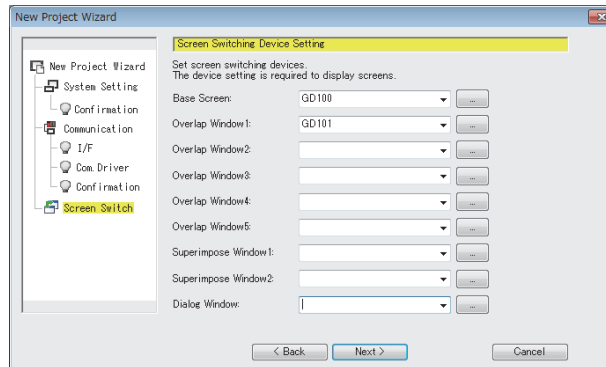 New Project Wizard
Screen Switching Device Setting
Set screen switching devices.
The device setting is required to display screens.
New Project Wizard
System Setting
Confirmation
Communication
I/F
Com. Driver
Confirmation
Screen Switch
Base Screen: GD100 ...
Overlap Window1: GD101 ...
Overlap Window2: ...
Overlap Window3: ...
Overlap Window4: ...
Overlap Window5: ...
Superimpose Window1: ...
Superimpose Window2: ...
Dialog Window: ...
< Back Next > Cancel